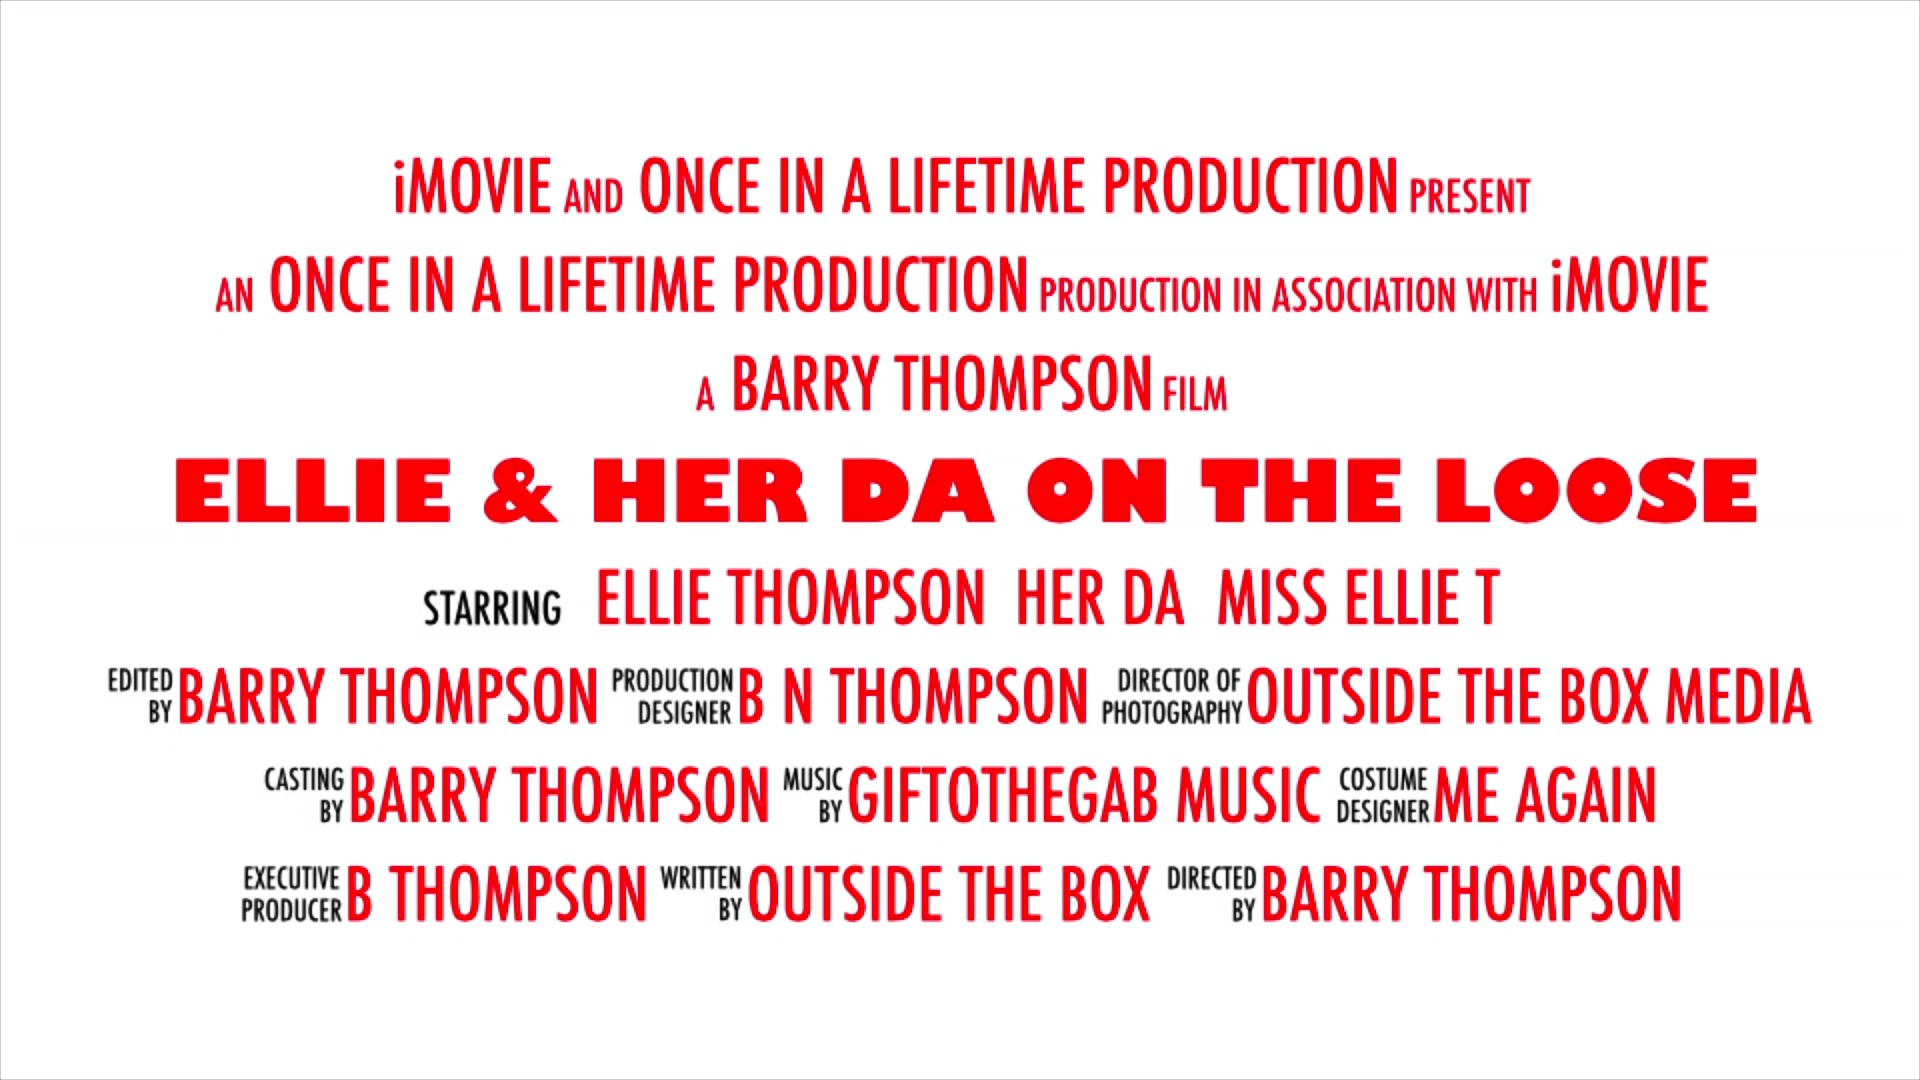 iMOVIE AND ONCE IN A LIFETIME PRODUCTION PRESENT
AN ONCE IN A LIFETIME PRODUCTION PRODUCTION IN ASSOCIATION WITH iMOVIE
A BARRY THOMPSON FILM
ELLIE & HER DA ON THE LOOSE
STARRING ELLIE THOMPSON HER DA MISS ELLIE T
EDITED BY BARRY THOMPSON PRODUCTION DESIGNER B N THOMPSON DIRECTOR OF PHOTOGRAPHY OUTSIDE THE BOX MEDIA
CASTING BY BARRY THOMPSON MUSIC BY GIFTOTHEGAB MUSIC COSTUME DESIGNER ME AGAIN
EXECUTIVE PRODUCER B THOMPSON WRITTEN BY OUTSIDE THE BOX DIRECTED BY BARRY THOMPSON